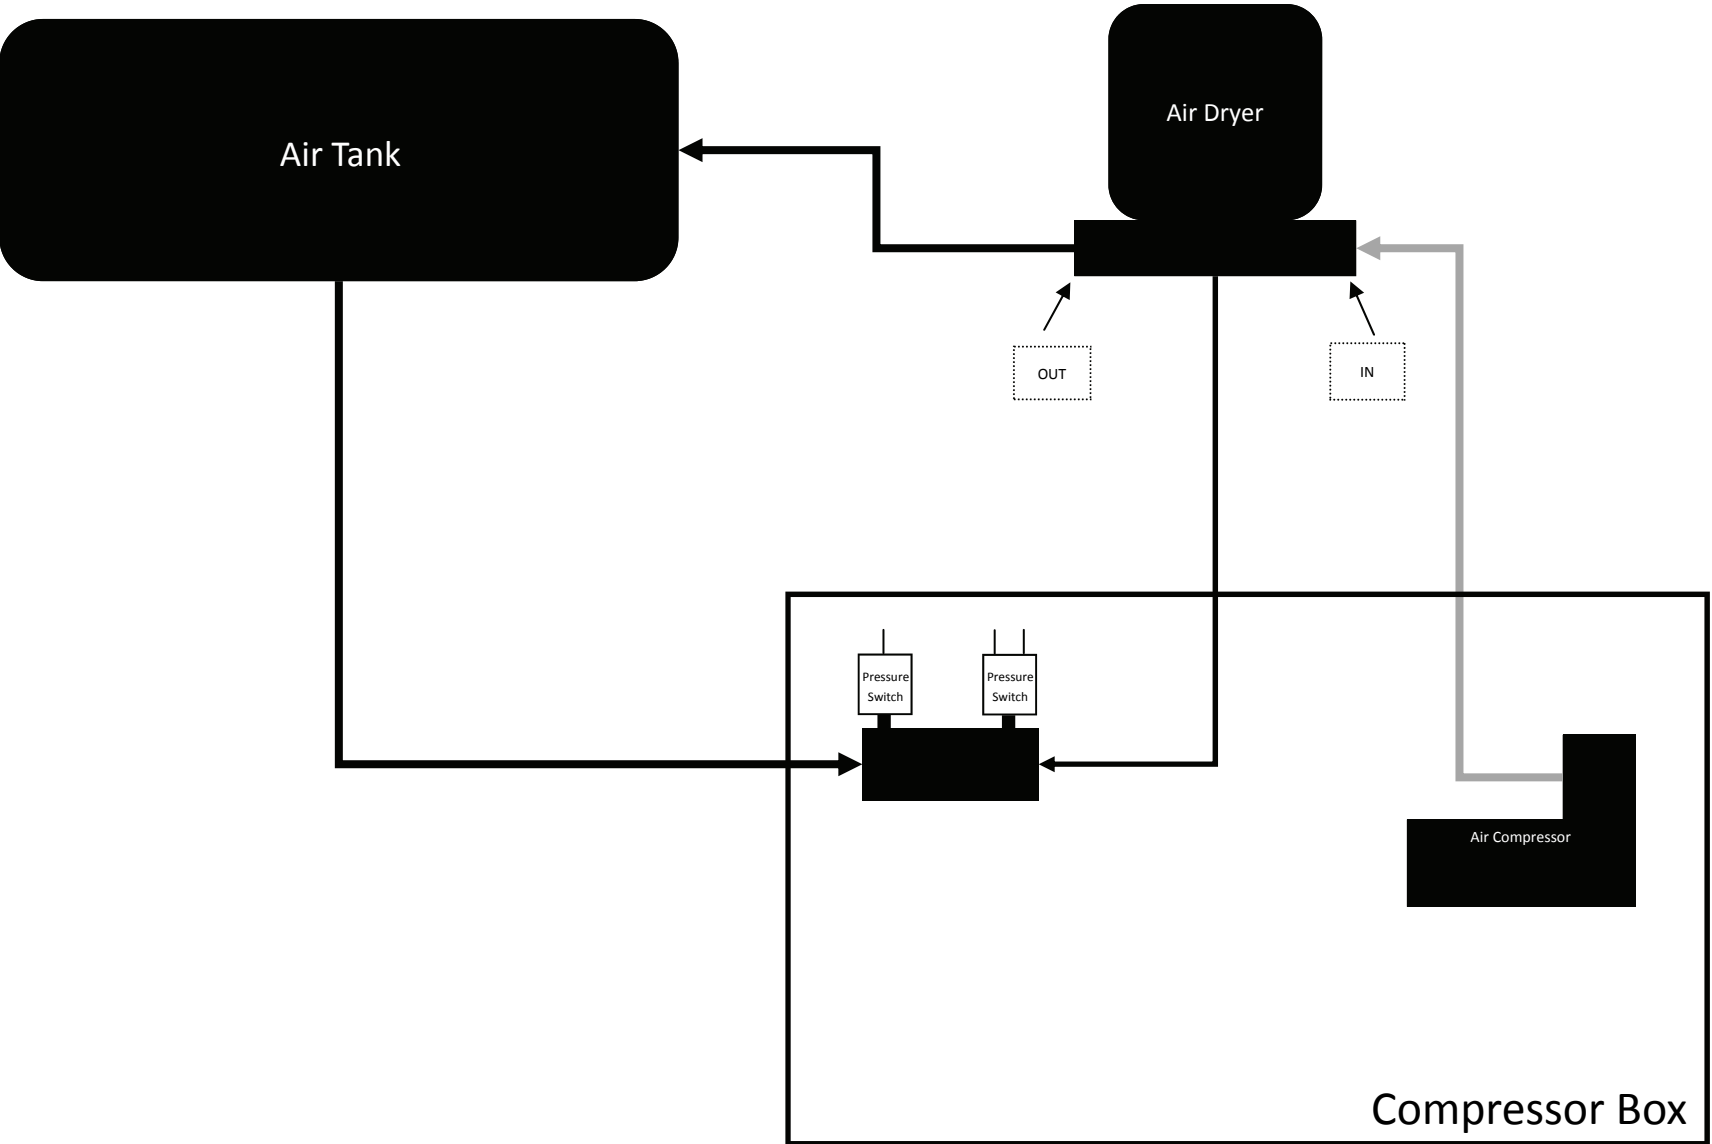 Air Tank
Air Dryer
OUT
IN
Pressure
Switch
Pressure
Switch
Air Compressor
Compressor Box